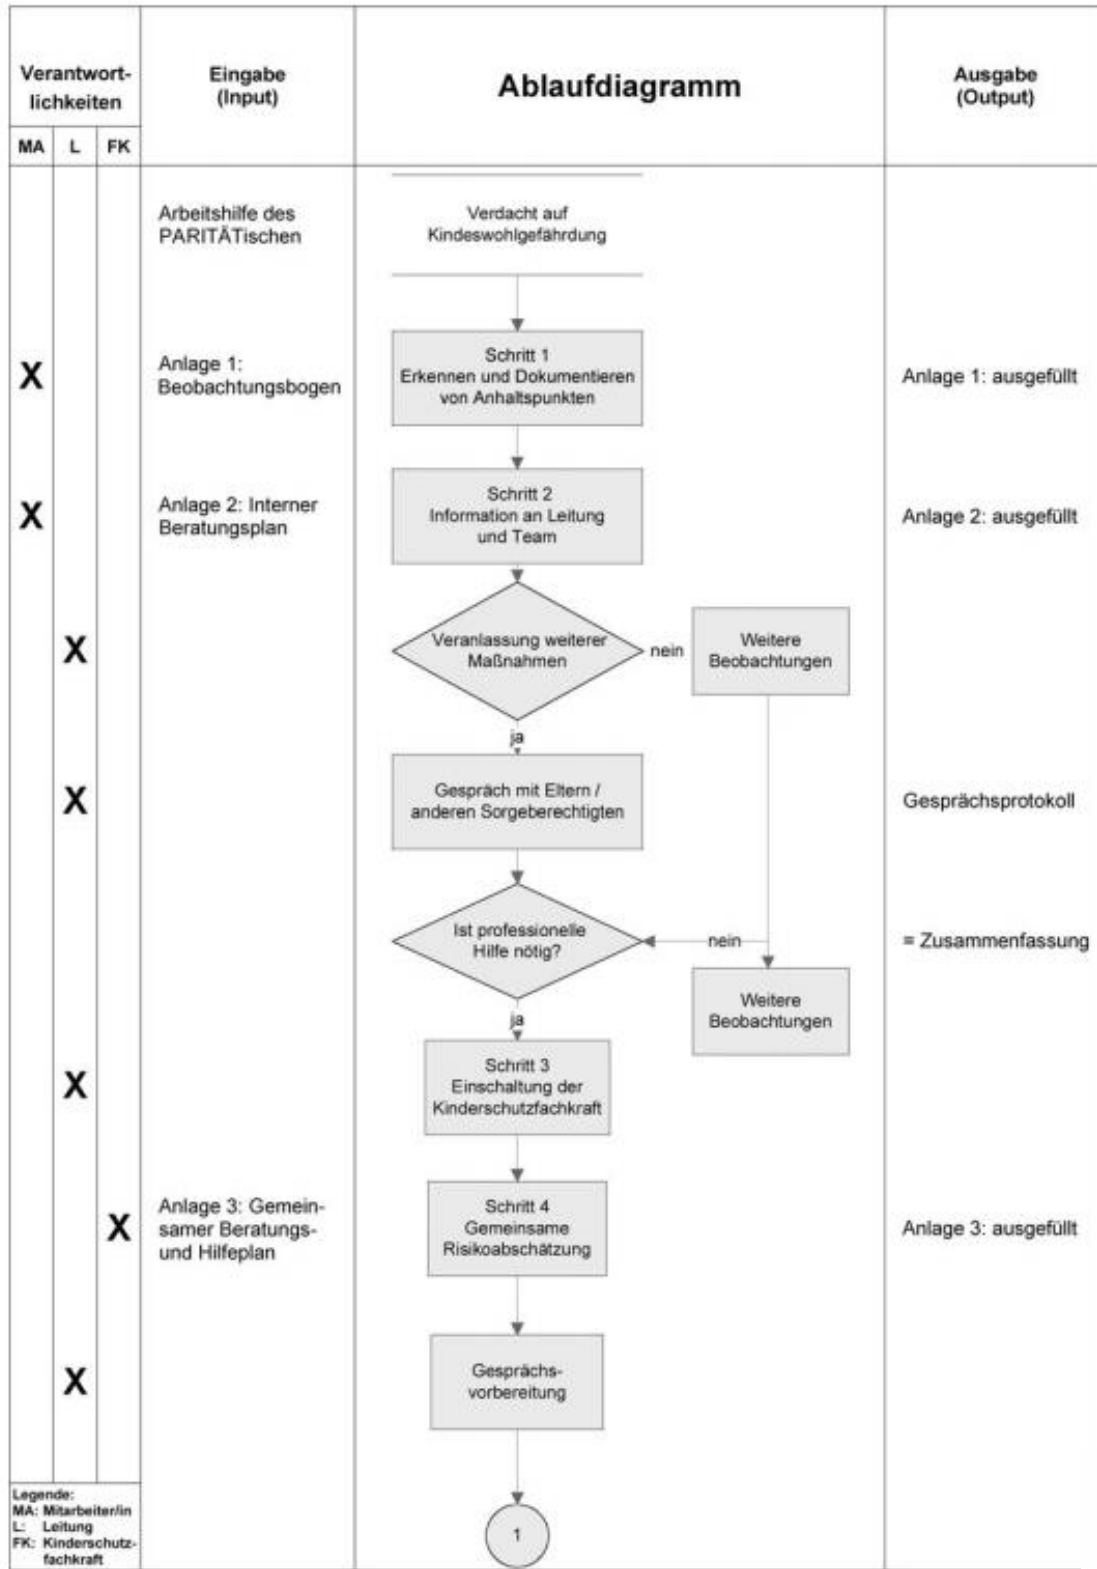 Verantwort-
lichkeiten
MA
L
FK
Eingabe
(Input)
Ablaufdiagramm
Ausgabe
(Output)
Arbeitshilfe des
PARITÄTischen
Verdacht auf
Kindeswohlgefährdung
X
Anlage 1:
Beobachtungsbogen
Schritt 1
Erkennen und Dokumentieren
von Anhaltspunkten
Anlage 1: ausgefüllt
X
Anlage 2: Interner
Beratungsplan
Schritt 2
Information an Leitung
und Team
Anlage 2: ausgefüllt
X
Veranlassung weiterer
Maßnahmen
nein
Weitere
Beobachtungen
ja
X
Gespräch mit Eltern /
anderen Sorgeberechtigten
Gesprächsprotokoll
Ist professionelle
Hilfe nötig?
nein
= Zusammenfassung
Weitere
Beobachtungen
ja
X
Schritt 3
Einschaltung der
Kinderschutzfachkraft
X
Anlage 3: Gemein-
samer Beratungs-
und Hilfeplan
Schritt 4
Gemeinsame
Risikoabschätzung
Anlage 3: ausgefüllt
X
Gesprächs-
vorbereitung
1
Legende:
MA: Mitarbeiter/in
L: Leitung
FK: Kinderschutz-
fachkraft